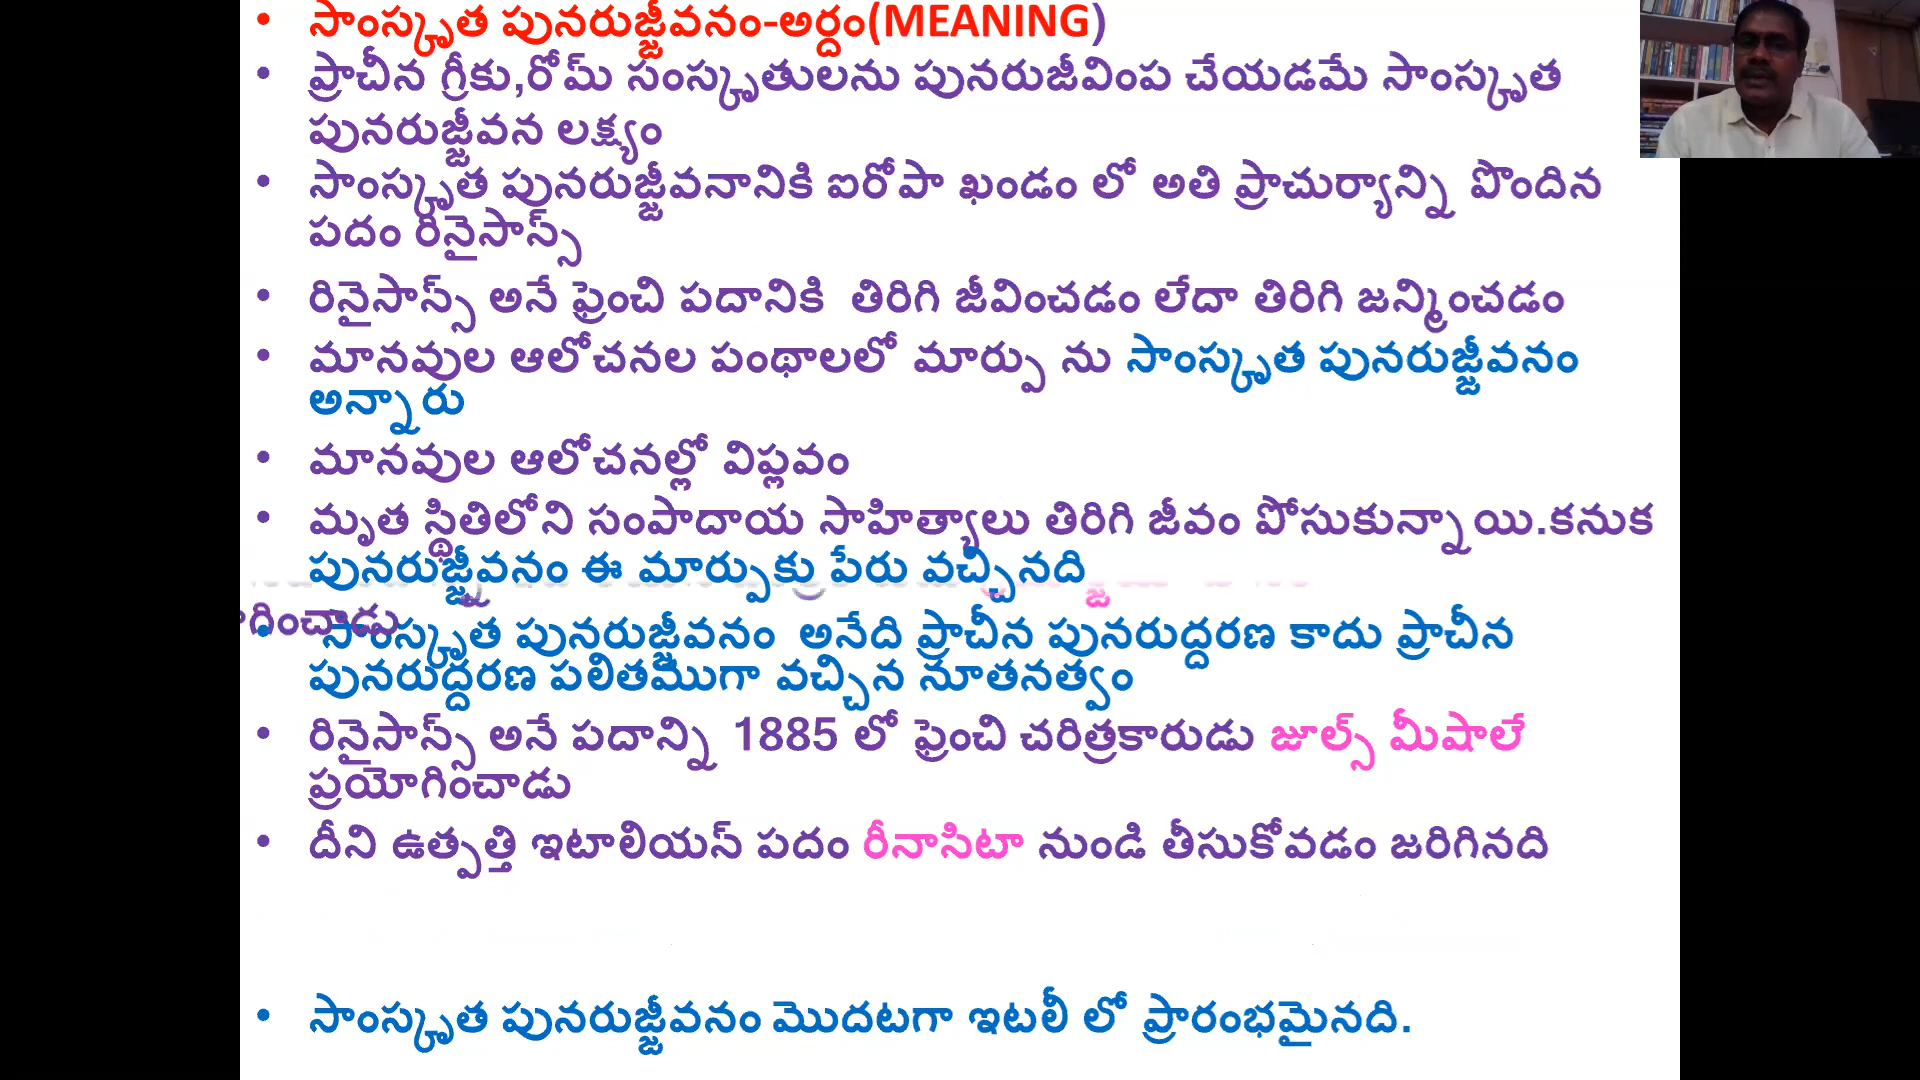 సాంస్కృత పునరుజ్జీవనం-అర్దం(MEANING)
ప్రాచీన గ్రీకు,రోమ్ సంస్కృతులను పునరుజీవింప చేయడమే సాంస్కృత
పునరుజ్జీవన లక్ష్యం
సాంస్కృత పునరుజ్జీవనానికి ఐరోపా ఖండం లో అతి ప్రాచుర్యాన్ని పొందిన
పదం రినైసాన్స్
రినైసాన్స్ అనే ఫ్రెంచి పదానికి తిరిగి జీవించడం లేదా తిరిగి జన్మించడం
మానవుల ఆలోచనల పంథాలలో మార్పు ను సాంస్కృత పునరుజ్జీవనం
అన్నారు
మానవుల ఆలోచనల్లో విప్లవం
మృత స్థితిలోని సంపాదాయ సాహిత్యాలు తిరిగి జీవం పోసుకున్నాయి.కనుక
పునరుజ్జీవనం ఈ మార్పుకు పేరు వచ్చినది
సాంస్కృత పునరుజ్జీవనం అనేది ప్రాచీన పునరుద్దరణ కాదు ప్రాచీన
పునరుద్దరణ పలితముగా వచ్చిన నూతనత్వం
రినైసాన్స్ అనే పదాన్ని 1885 లో ఫ్రెంచి చరిత్రకారుడు జూల్స్ మీషాలే
ప్రయోగించాడు
దీని ఉత్పత్తి ఇటాలియన్ పదం రీనాసిటా నుండి తీసుకోవడం జరిగినది
సాంస్కృత పునరుజ్జీవనం మొదటగా ఇటలీ లో ప్రారంభమైనది.